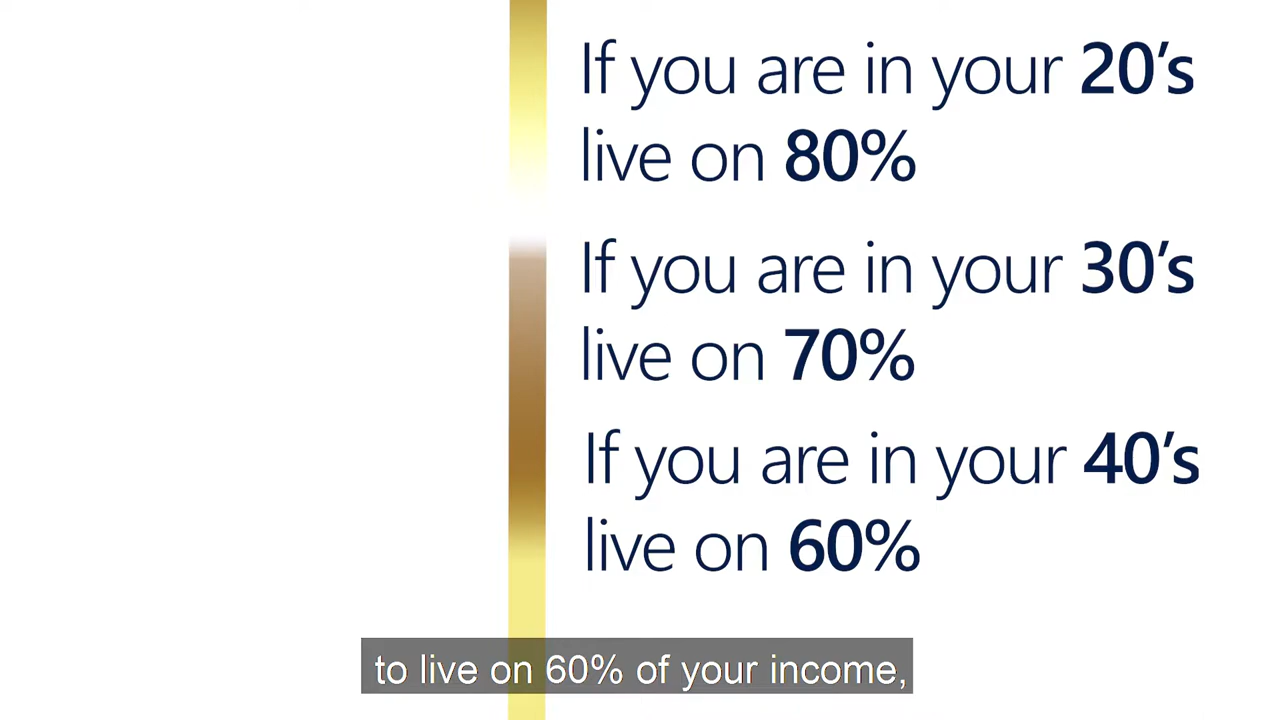 If you are in your 20's
live on 80%
If you are in your 30's
live on 70%
If you are in your 40's
live on 60%
to live on 60% of your income,